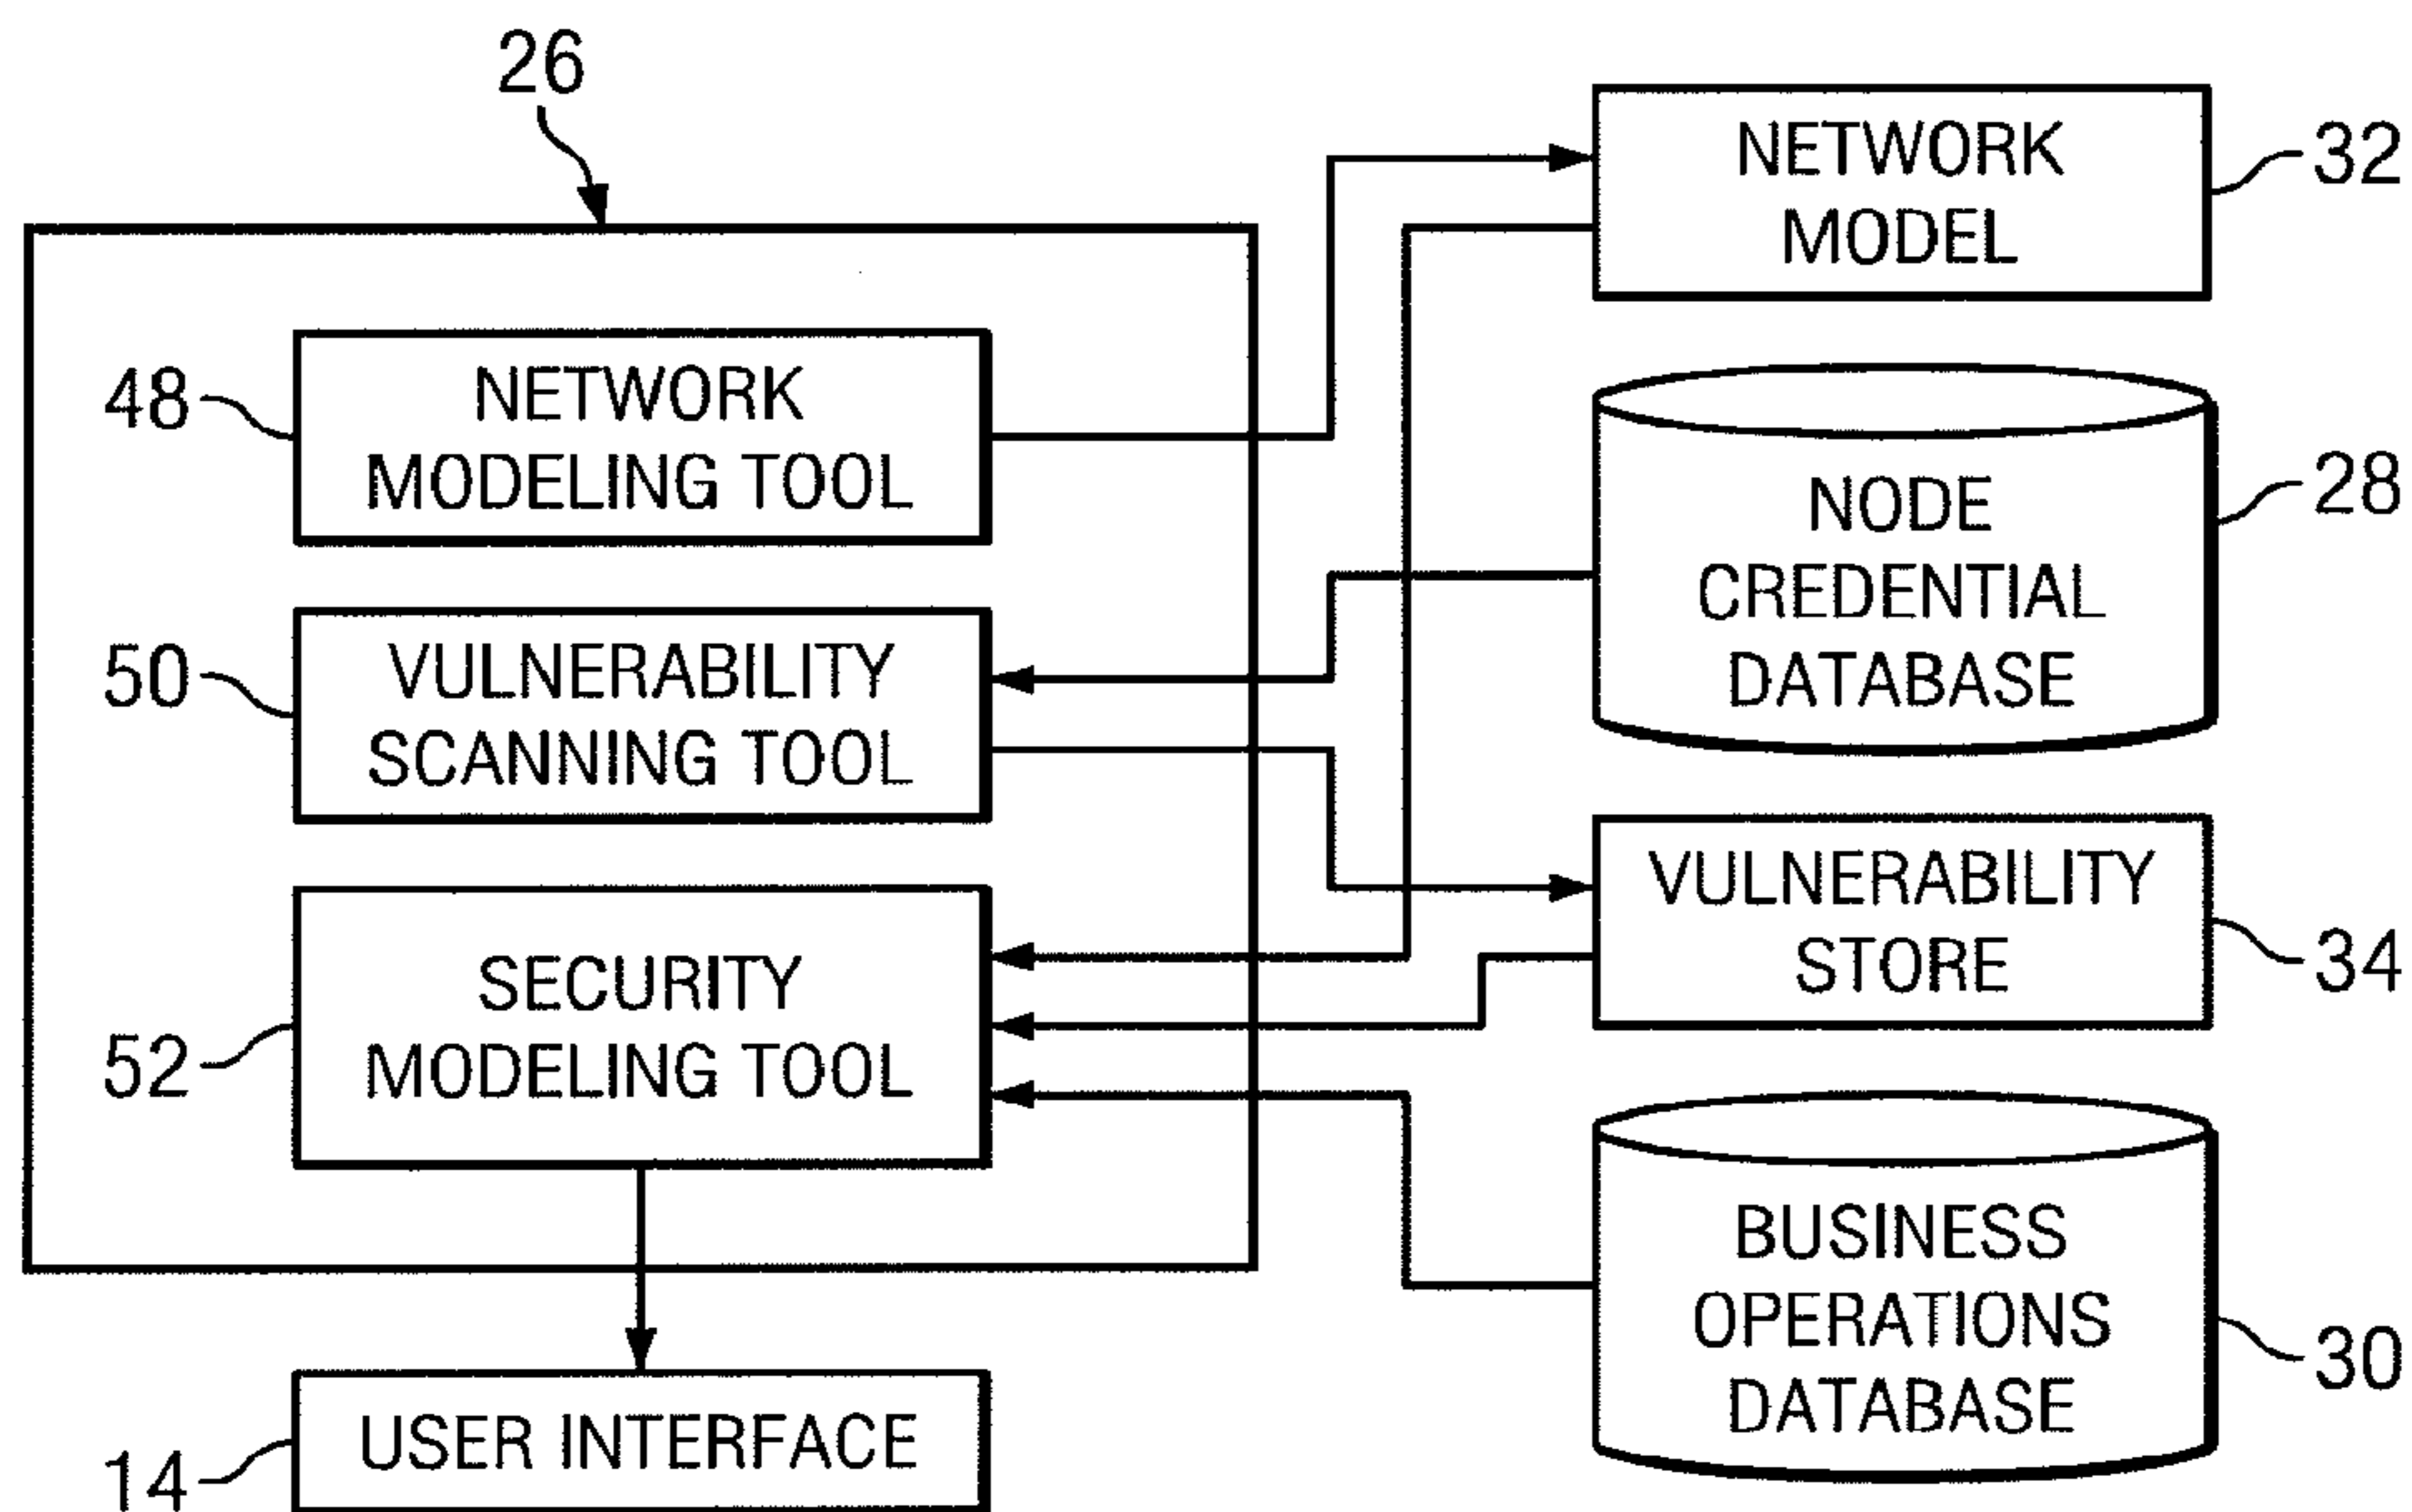 26
NETWORK
MODEL
32
48
NETWORK
MODELING TOOL
NODE
CREDENTIAL
DATABASE
28
50
VULNERABILITY
SCANNING TOOL
VULNERABILITY
STORE
34
52
SECURITY
MODELING TOOL
BUSINESS
OPERATIONS
DATABASE
30
14
USER INTERFACE